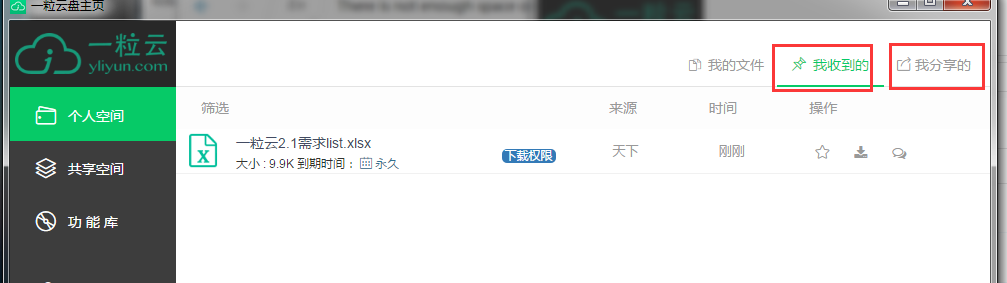 一粒云盘主页
There is not enough space o
一粒云
yliyun.com
我的文件 我收到的 我分享的
个人空间
筛选 来源 时间 操作
一粒云2.1需求list.xlsx
大小 : 9.9K 到期时间： 永久
下载权限
天下 刚刚
共享空间
功 能 库